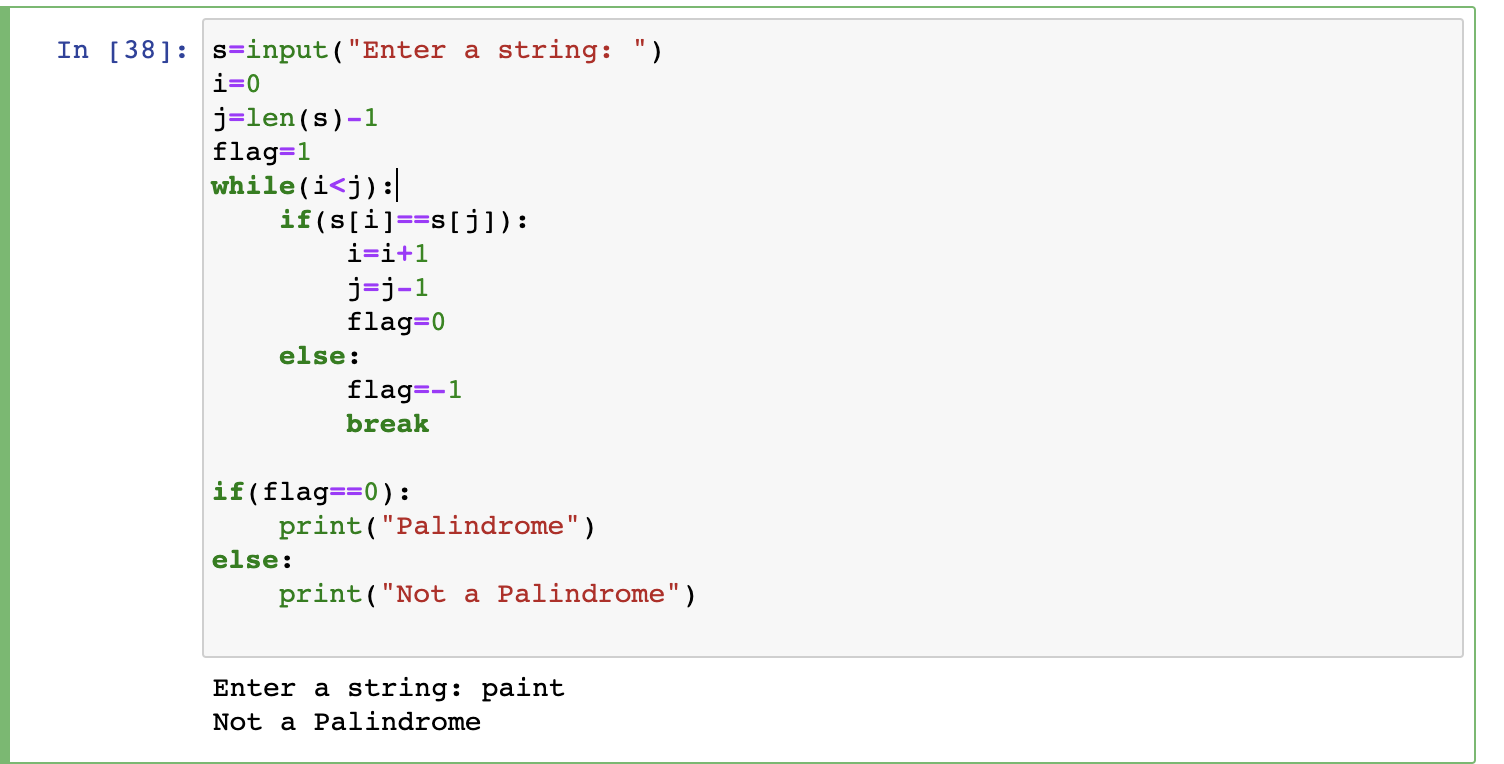 In [38]: s=input("Enter a string: ")
i=0
j=len(s)-1
flag=1
while(i<j):
    if(s[i]==s[j]):
        i=i+1
        j=j-1
        flag=0
    else:
        flag=-1
        break
if(flag==0):
    print("Palindrome")
else:
    print("Not a Palindrome")
Enter a string: paint
Not a Palindrome